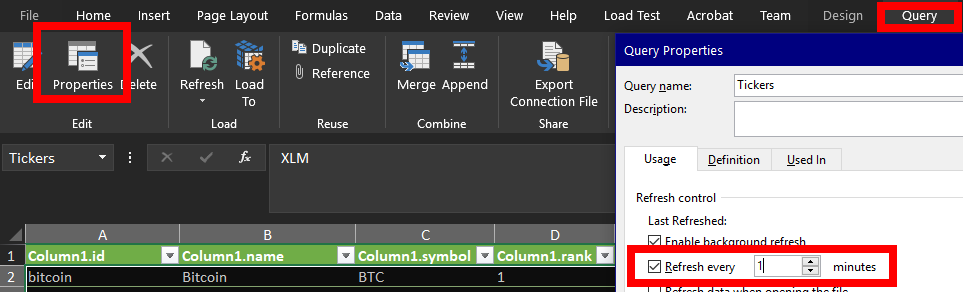 File Home Insert Page Layout Formulas Data Review View Help Load Test Acrobat Team Design Query
Edit Properties Delete Refresh Load To Duplicate
Reference
Merge Append Export Connection File
Edit Load Reuse Combine Share
Query Properties
Query name: Tickers
Description:
Usage Definition Used In
Refresh control
Last Refreshed:
Enable background refresh
Refresh every 1 minutes
Refresh data when opening the file
Tickers fx XLM
A B C D
1 Column1.id Column1.name Column1.symbol Column1.rank
2 bitcoin Bitcoin BTC 1